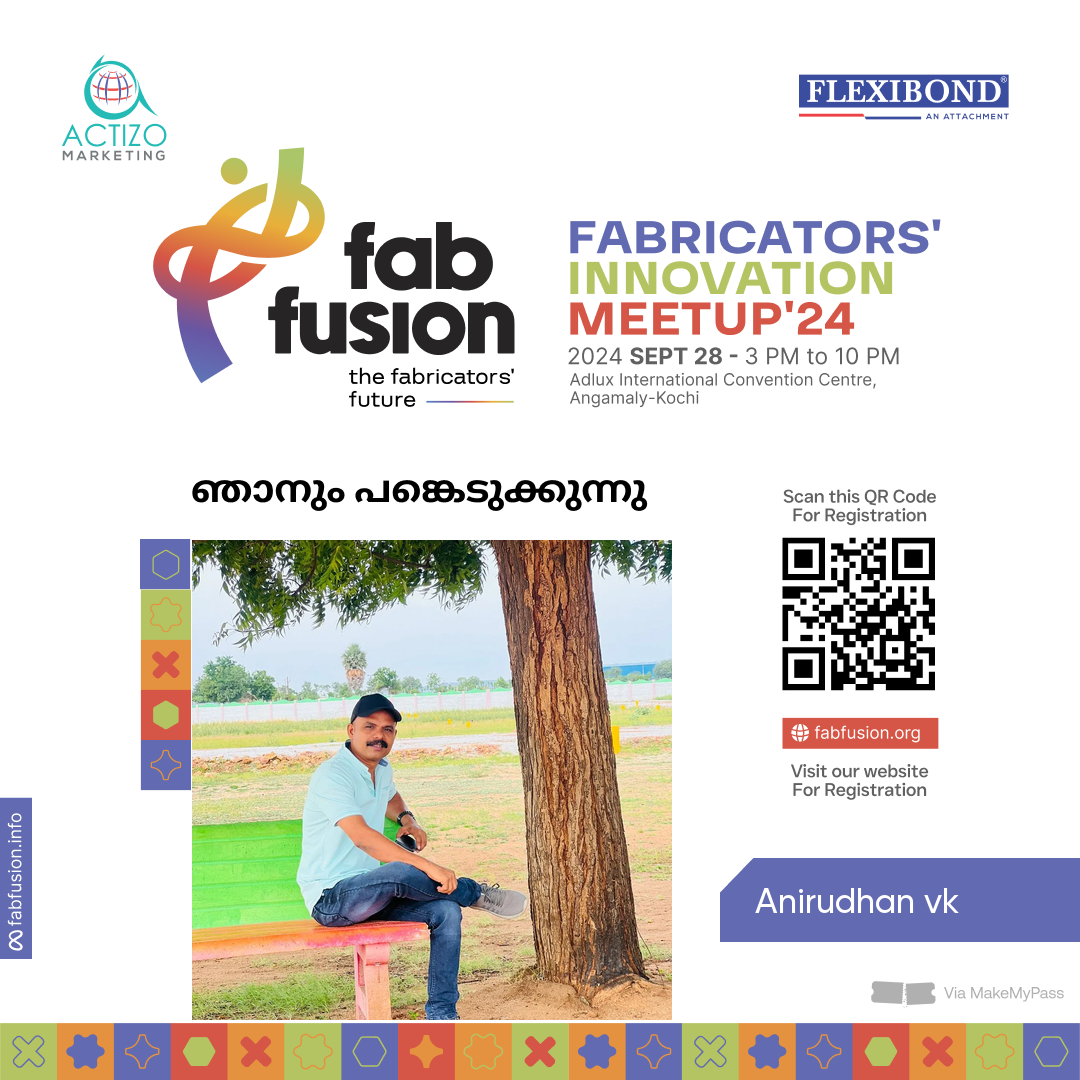 ACTIZO
MARKETING
FLEXIBOND®
AN ATTACHMENT
fab
fusion
the fabricators'
future
FABRICATORS'
INNOVATION
MEETUP'24
2024 SEPT 28 - 3 PM to 10 PM
Adlux International Convention Centre,
Angamaly-Kochi
ഞാനും പങ്കെടുക്കുന്നു
Scan this QR Code
For Registration
fabfusion.org
Visit our website
For Registration
fabfusion.info
Anirudhan vk
Via MakeMyPass